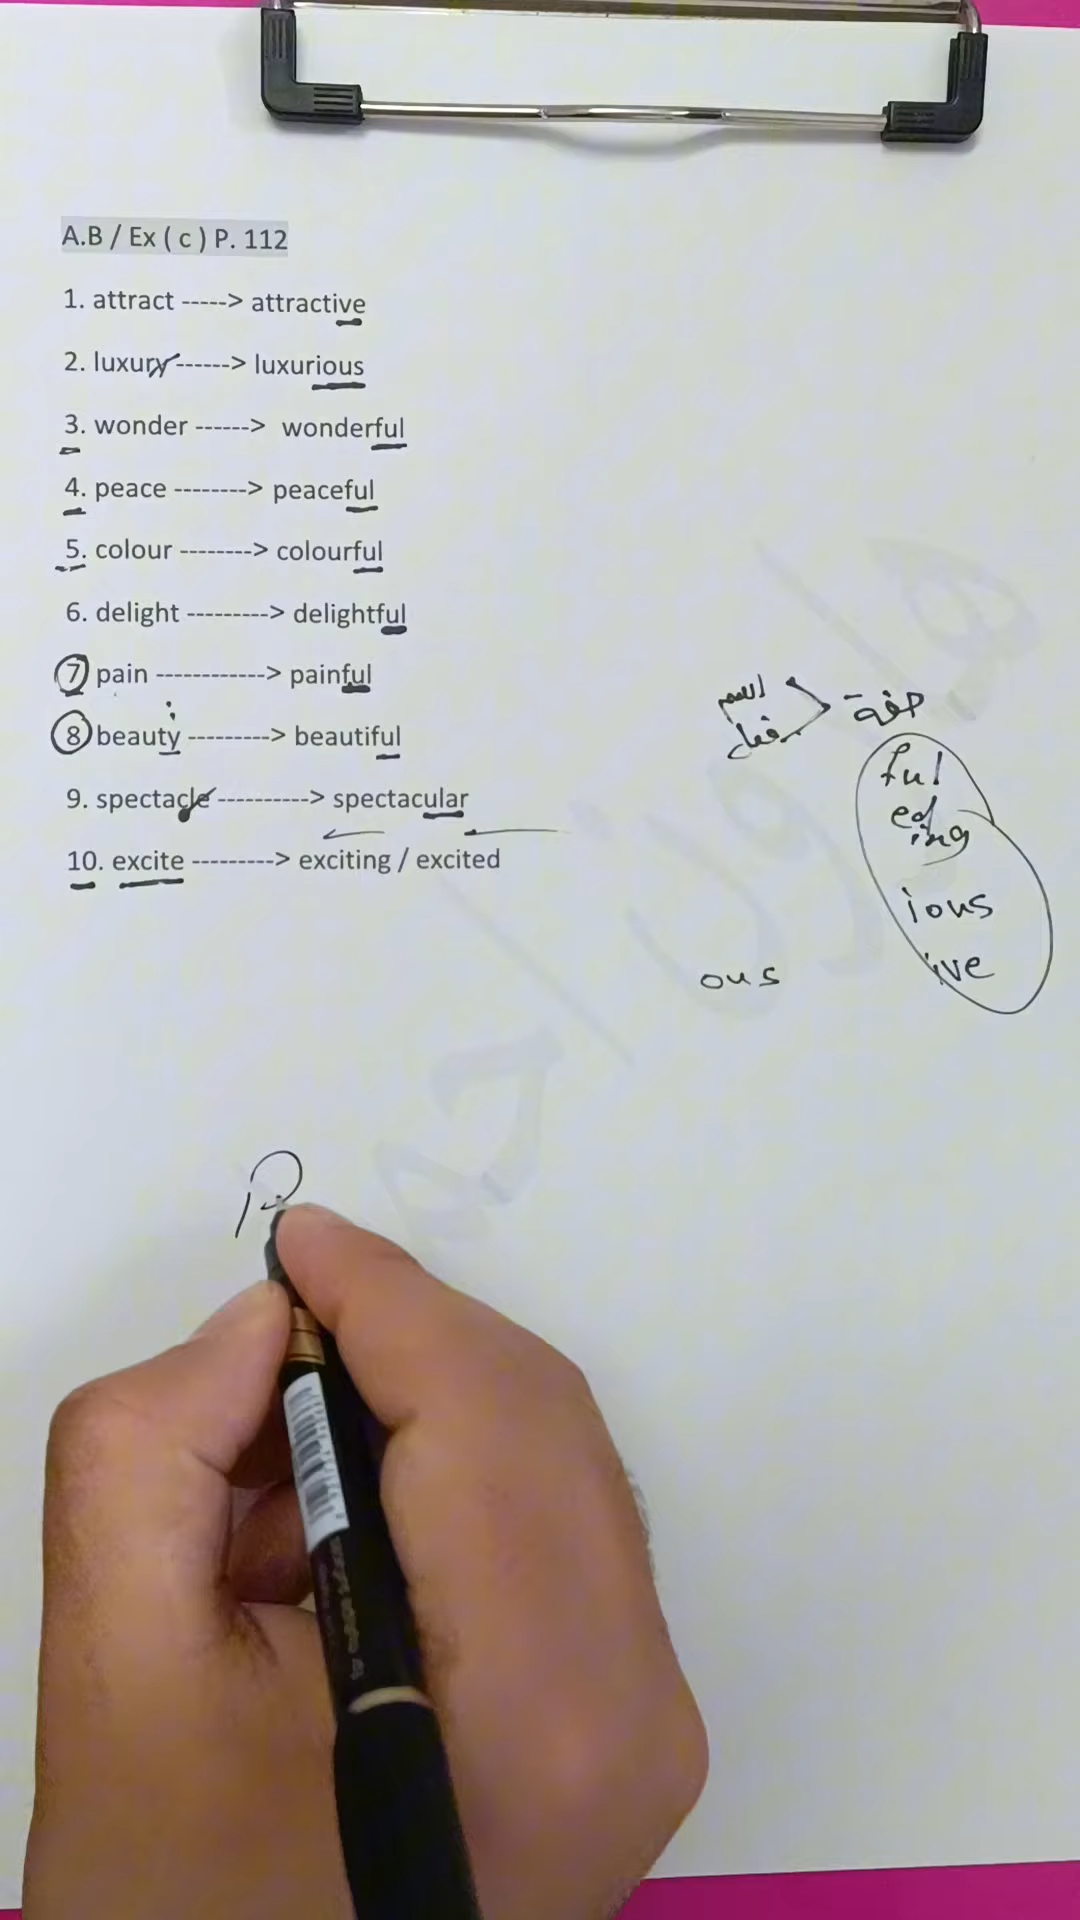 A.B / Ex ( c ) P. 112
1. attract -----> attractive
2. luxury ------> luxurious
3. wonder ------> wonderful
4. peace --------> peaceful
5. colour --------> colourful
6. delight ---------> delightful
7) pain ------------> painful
8) beauty ---------> beautiful
9. spectacle ----------> spectacular
10. excite ---------> exciting / excited
اسم
فعل
صفة
ful
ed
ing
ious
ive
ous